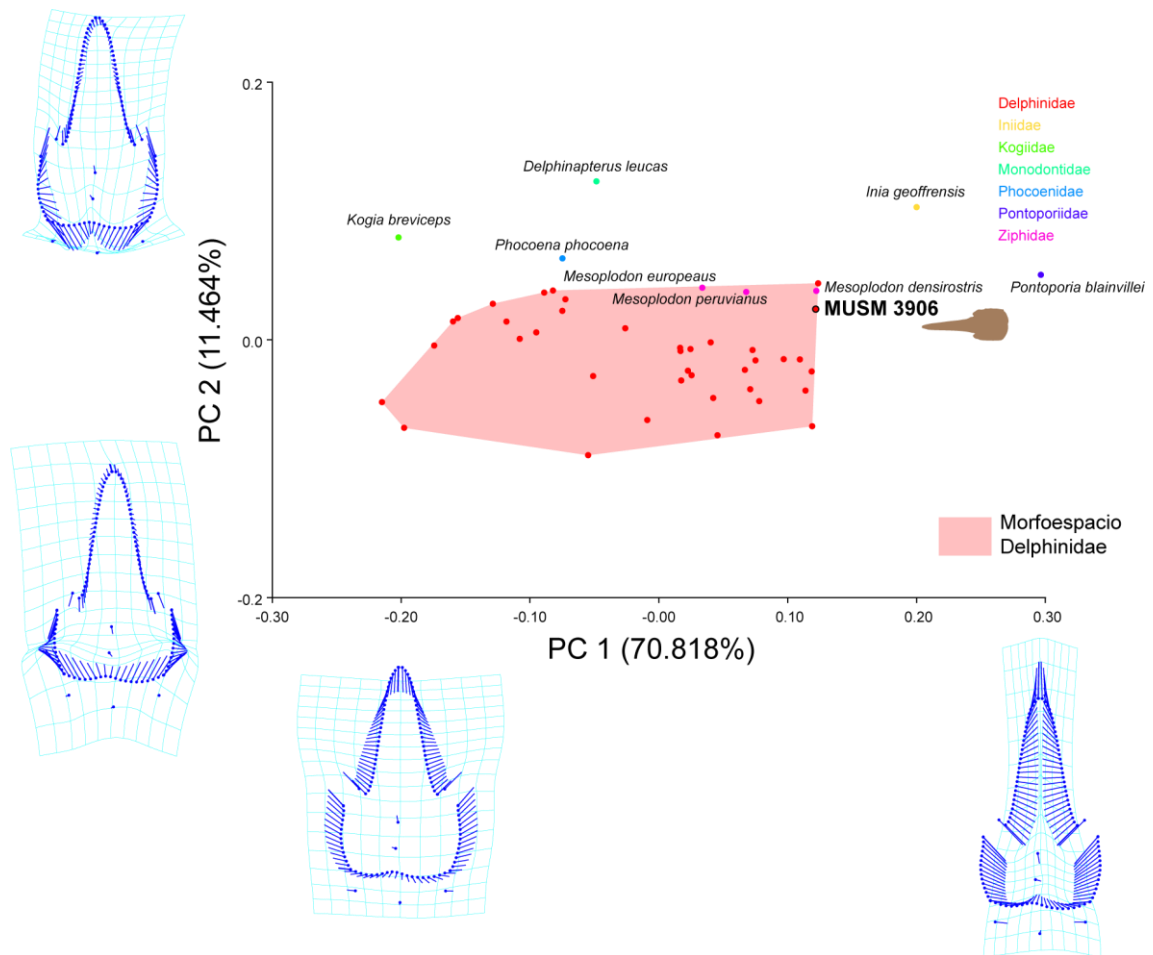 0.2
Delphinidae
Iniidae
Kogiidae
Monodontidae
Phocoenidae
Pontoporiidae
Ziphidae
Delphinapterus leucas
Inia geoffrensis
Kogia breviceps
Phocoena phocoena
Mesoplodon europeaus
Mesoplodon densirostris
Pontoporia blainvillei
Mesoplodon peruvianus
MUSM 3906
0.0
PC 2 (11.464%)
Morfoespacio
Delphinidae
-0.2
-0.30
-0.20
-0.10
-0.00
0.10
0.20
0.30
PC 1 (70.818%)